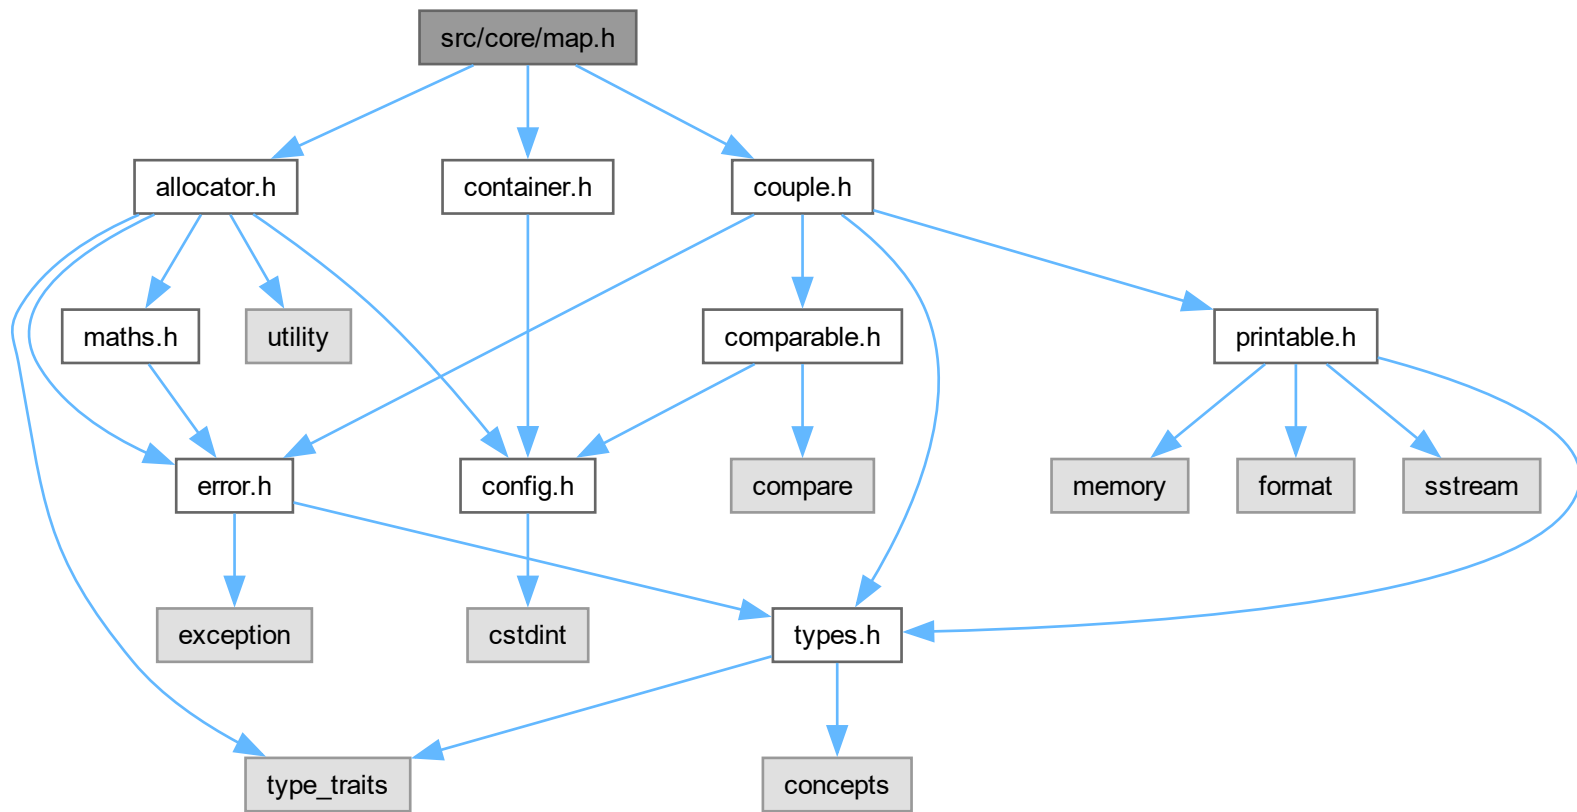 src/core/map.h
allocator.h
container.h
couple.h
maths.h
utility
comparable.h
printable.h
error.h
config.h
compare
memory
format
sstream
exception
cstdint
types.h
type_traits
concepts